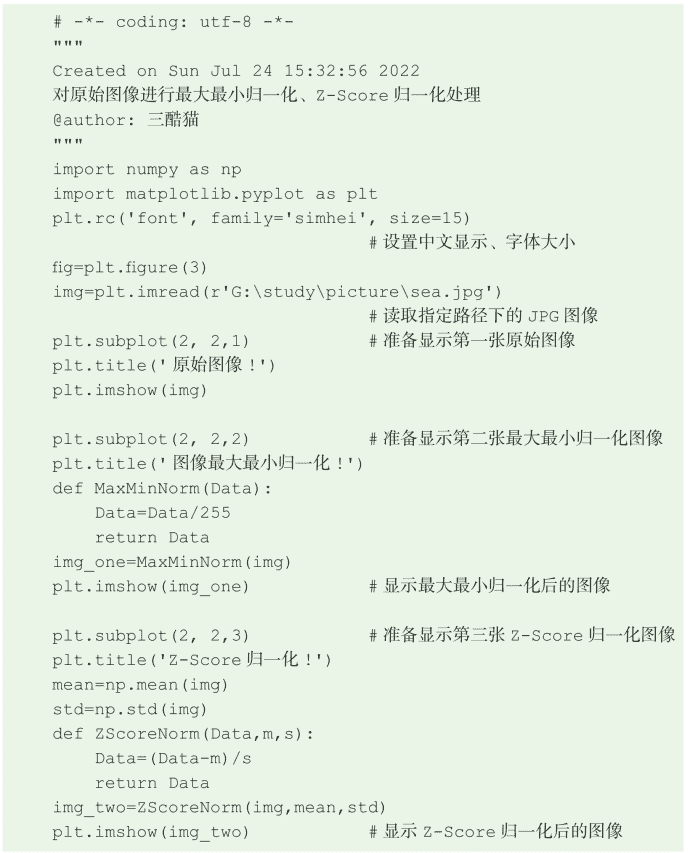 # -*- coding: utf-8 -*-
"""
Created on Sun Jul 24 15:32:56 2022
对原始图像进行最大最小归一化、Z-Score 归一化处理
@author: 三酷猫
"""
import numpy as np
import matplotlib.pyplot as plt
plt.rc('font', family='simhei', size=15)
# 设置中文显示、字体大小
fig=plt.figure(3)
img=plt.imread(r'G:\study\picture\sea.jpg')
# 读取指定路径下的 JPG 图像
plt.subplot(2, 2,1) # 准备显示第一张原始图像
plt.title('原始图像!')
plt.imshow(img)

plt.subplot(2, 2,2) # 准备显示第二张最大最小归一化图像
plt.title('图像最大最小归一化!')
def MaxMinNorm(Data):
    Data=Data/255
    return Data
img_one=MaxMinNorm(img)
plt.imshow(img_one) # 显示最大最小归一化后的图像

plt.subplot(2, 2,3) # 准备显示第三张 Z-Score 归一化图像
plt.title('Z-Score 归一化!')
mean=np.mean(img)
std=np.std(img)
def ZScoreNorm(Data,m,s):
    Data=(Data-m)/s
    return Data
img_two=ZScoreNorm(img,mean,std)
plt.imshow(img_two) # 显示 Z-Score 归一化后的图像